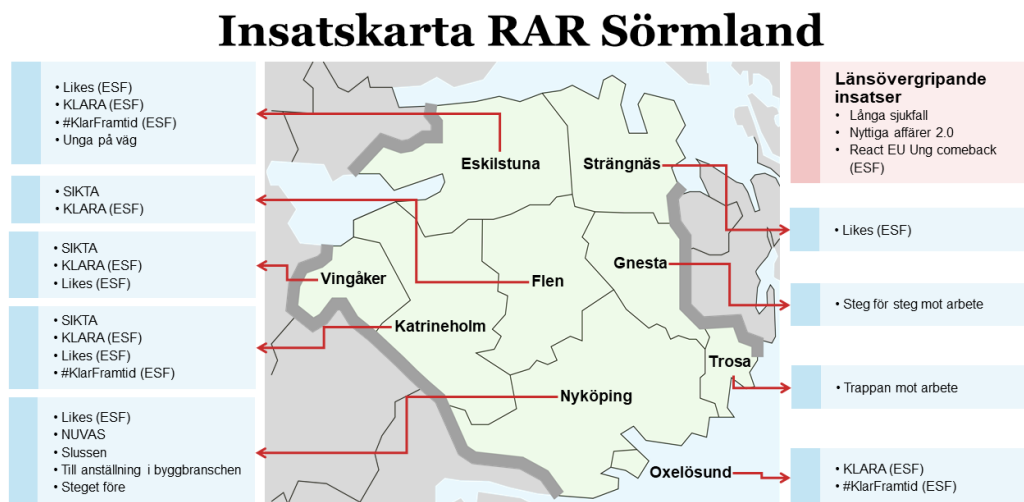 Insatskarta RAR Sörmland
• Likes (ESF)
• KLARA (ESF)
• #KlarFramtid (ESF)
• Unga på väg
• SIKTA
• KLARA (ESF)
• SIKTA
• KLARA (ESF)
• Likes (ESF)
• SIKTA
• KLARA (ESF)
• Likes (ESF)
• #KlarFramtid (ESF)
• Likes (ESF)
• NUVAS
• Slussen
• Till anställning i byggbranschen
• Steget före
Eskilstuna
Strängnäs
Gnesta
Vingåker
Flen
Katrineholm
Trosa
Nyköping
Oxelösund
Länsövergripande
insatser
• Långa sjukfall
• Nyttiga affärer 2.0
• React EU Ung comeback
(ESF)
• Likes (ESF)
• Steg för steg mot arbete
• Trappan mot arbete
• KLARA (ESF)
• #KlarFramtid (ESF)